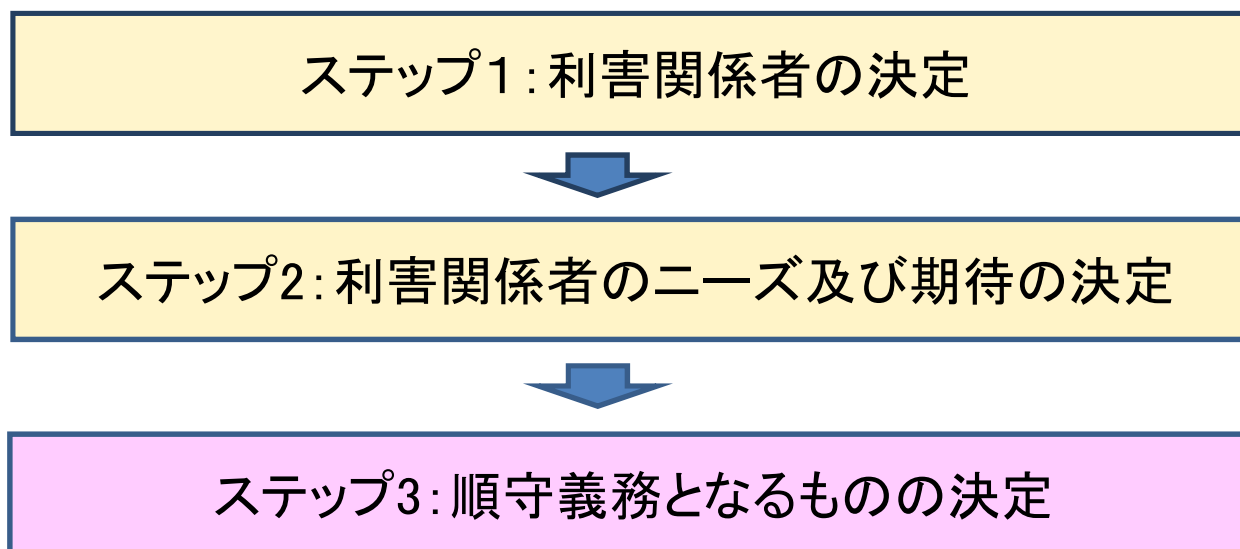 ステップ１：利害関係者の決定
ステップ2：利害関係者のニーズ及び期待の決定
ステップ3：順守義務となるものの決定